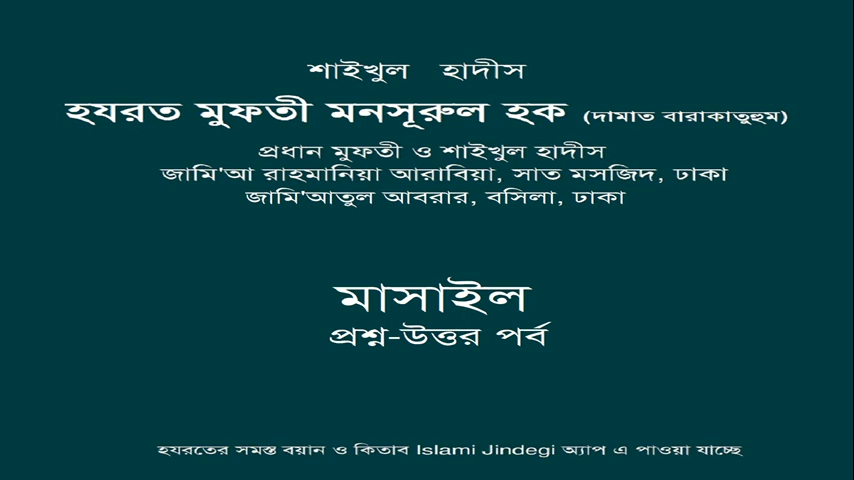 শাইখুল হাদীস
হযরত মুফতী মনসূরুল হক (দামাত বারাকাতুহুম)
প্রধান মুফতী ও শাইখুল হাদীস
জামি'আ রাহমানিয়া আরাবিয়া, সাত মসজিদ, ঢাকা
জামি'আতুল আবরার, বসিলা, ঢাকা
মাসাইল
প্রশ্ন-উত্তর পর্ব
হযরতের সমস্ত বয়ান ও কিতাব Islami Jindegi অ্যাপ এ পাওয়া যাচ্ছে